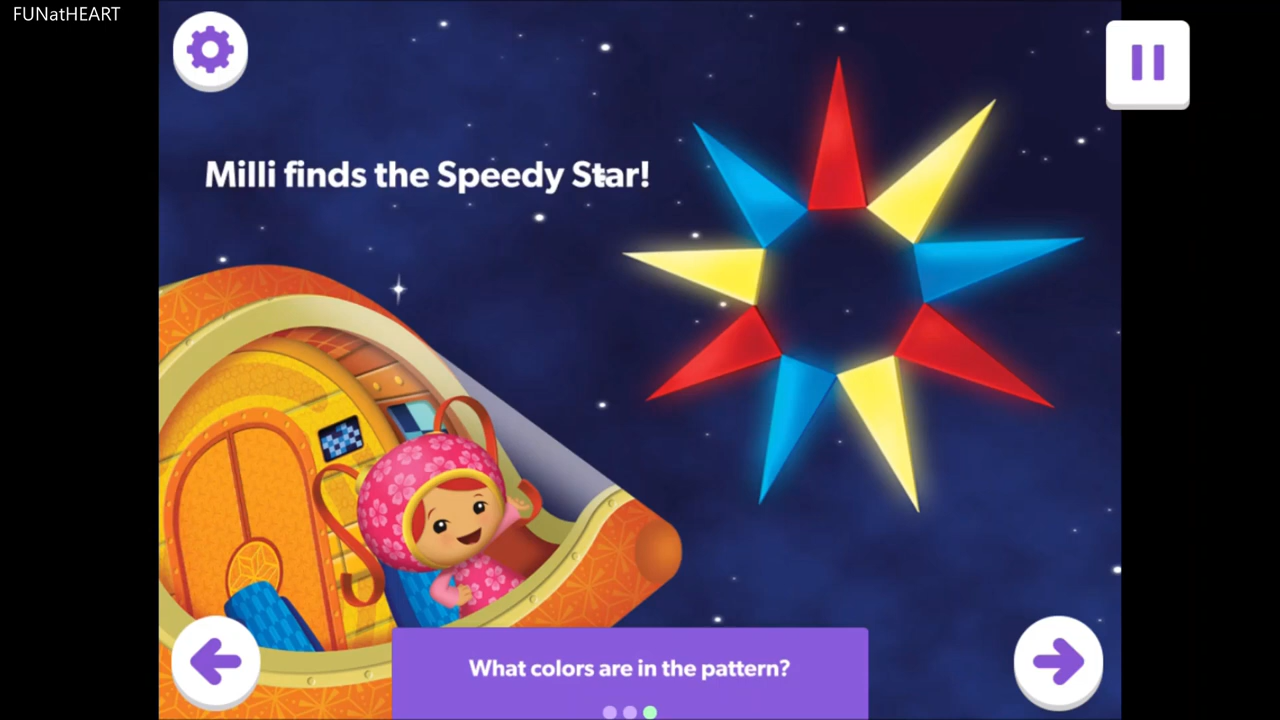 FUNatHEART
Milli finds the Speedy Star!
What colors are in the pattern?